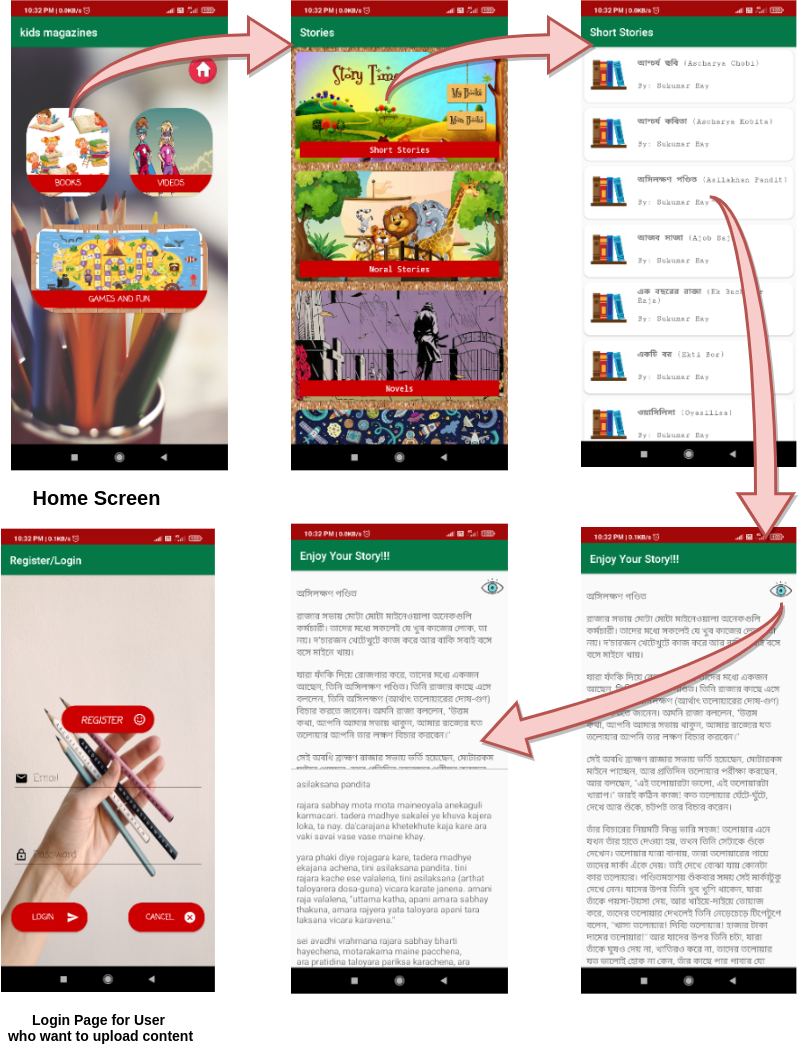 10:32 PM | 0.0KB/s
kids magazines
BOOKS
VIDEOS
GAMES AND FUN
Home Screen
10:32 PM | 0.0KB/s
Stories
Story Time
My Books
More Books
Short Stories
Moral Stories
Novels
10:32 PM | 0.0KB/s
Short Stories
আশ্চর্য ছবি (Ascharya Chobi)
By: Sukumar Ray
আশ্চর্য কবিতা (Ascharya Kobita)
By: Sukumar Ray
অসিলক্ষণ পণ্ডিত (Asilakhan Pandit)
By: Sukumar Ray
আজব সাজা (Ajob
By: Sukumar Ray
এক বছরের রাজা (Ek
Raja)
By: Sukumar Ray
একটি বর (Ekti Bor)
By: Sukumar Ray
ওয়াসিলিসা (Oyasilisa)
By: Sukumar Ray
10:32 PM | 0.1KB/s
Register/Login
REGISTER
Email
Password
LOGIN
CANCEL
Login Page for User
who want to upload content
10:32 PM | 0.0KB/s
Enjoy Your Story!!!
অসিলক্ষণ পণ্ডিত
রাজার সভায় মোটা মোটা মাইনেওয়ালা অনেকগুলি
কর্মচারী। তাদের মধ্যে সকলেই যে খুব কাজের লোক, তা
নয়। দ'চারজন খেটেখুটে কাজ করে আর বাকি সবাই বসে
বসে মাইনে খায়।
যারা ফাঁকি দিয়ে রোজগার করে, তাদের মধ্যে একজন
আছেন, তিনি অসিলক্ষণ পণ্ডিত। তিনি রাজার কাছে এসে
বললেন, তিনি অসিলক্ষণ (অর্থাৎ তলোয়ারের দোষ-গুণ)
বিচার করতে জানেন। অমনি রাজা বললেন, "উত্তম
কথা, আপনি আমার সভায় থাকুন, আমার রাজ্যের যত
তলোয়ার আপনি তার লক্ষণ বিচার করবেন।"
সেই অবধি ব্রাহ্মণ রাজার সভায় ভর্তি হয়েছেন, মোটারকম
asilaksana pandita
rajara sabhay mota mota maineoyala anekaguli
karmacari. tadera madhye sakalei ye khuva kajera
loka, ta nay. da'carajana khetekhute kaja kare ara
vaki savai vase vase maine khay.
yara phaki diye rojagara kare, tadera madhye
ekajana achena, tini asilaksana pandita. tini
rajara kache ese valalena, tini asilaksana (arthat
taloyarera dosa-guna) vicara karate janena. amani
raja valalena, "uttama katha, apani amara sabhay
thakuna, amara rajyera yata taloyara apani tara
laksana vicara karavena."
sei avadhi vrahmana rajara sabhay bharti
hayechena, motarakama maine pacchena,
ara pratidina taloyara pariksa karachena, ara
10:32 PM | 0.1KB/s
Enjoy Your Story!!!
অসিলক্ষণ পণ্ডিত
রাজার সভায় মোটা মোটা মাইনেওয়ালা অনেকগুলি
কর্মচারী। তাদের মধ্যে সকলেই যে খুব কাজের লোক, তা
নয়। দ'চারজন খেটেখুটে কাজ করে আর বাকি সবাই বসে
বসে মাইনে খায়।
যারা ফাঁকি দিয়ে তাদের মধ্যে একজন
আছেন, পণ্ডিত। তিনি রাজার কাছে এসে
অসিলক্ষণ (অর্থাৎ তলোয়ারের দোষ-গুণ)
বিচার করতে জানেন। অমনি রাজা বললেন, "উত্তম
কথা, আপনি আমার সভায় থাকুন, আমার রাজ্যের যত
তলোয়ার আপনি তার লক্ষণ বিচার করবেন।"
সেই অবধি ব্রাহ্মণ রাজার সভায় ভর্তি হয়েছেন, মোটারকম
মাইনে পাচ্ছেন, আর প্রতিদিন তলোয়ার পরীক্ষা করছেন,
আর বলছেন, "এই তলোয়ারটা ভালো, এই তলোয়ারটা
খারাপ।" ভারই কঠিন কাজ! কত তলোয়ার ঘেঁটে-ঘুঁটে,
দেখে আর শুঁকে, চটপট তার বিচার করেন।
তাঁর বিচারের নিয়মটি কিন্তু ভারি সহজ! তলোয়ার এনে
যখন তাঁর হাতে দেওয়া হয়, তখন তিনি সেটাকে শুঁকে
দেখেন। তলোয়ার যারা বানায়, তারা তলোয়ারের গায়ে
তাদের মার্কা এঁকে দেয়। তাই দেখে বোঝা যায় কোনটা
কার তলোয়ার। পণ্ডিতমহাশয় শুঁকবার সময় সেই মার্কাটুকু
দেখে নেন। যাদের উপর তিনি খুব খুশি থাকেন, যারা
তাঁকে পয়সা-টয়সা দেয়, আর খাইয়ে-দাইয়ে তোয়াজ
করে, তাদের তলোয়ার দেখলেই তিনি নেড়েচেড়ে টিপেটুপে
বলেন, "খাসা তলোয়ার! দিব্যি তলোয়ার! হাজার টাকা
দামের তলোয়ার!" আর যাদের উপর তিনি চটা, যারা
তাঁকে ঘুষও দেয় না, খাতিরও করে না, তাদের তলোয়ার
যত ভালোই হোক না কেন, তাঁর কাছে পার পাবার যো